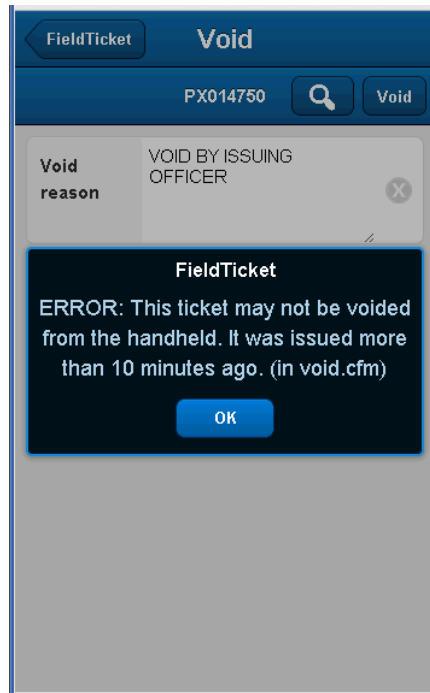 FieldTicket
Void
PX014750
Void
Void
reason
VOID BY ISSUING
OFFICER
FieldTicket
ERROR: This ticket may not be voided
from the handheld. It was issued more
than 10 minutes ago. (in void.cfm)
OK